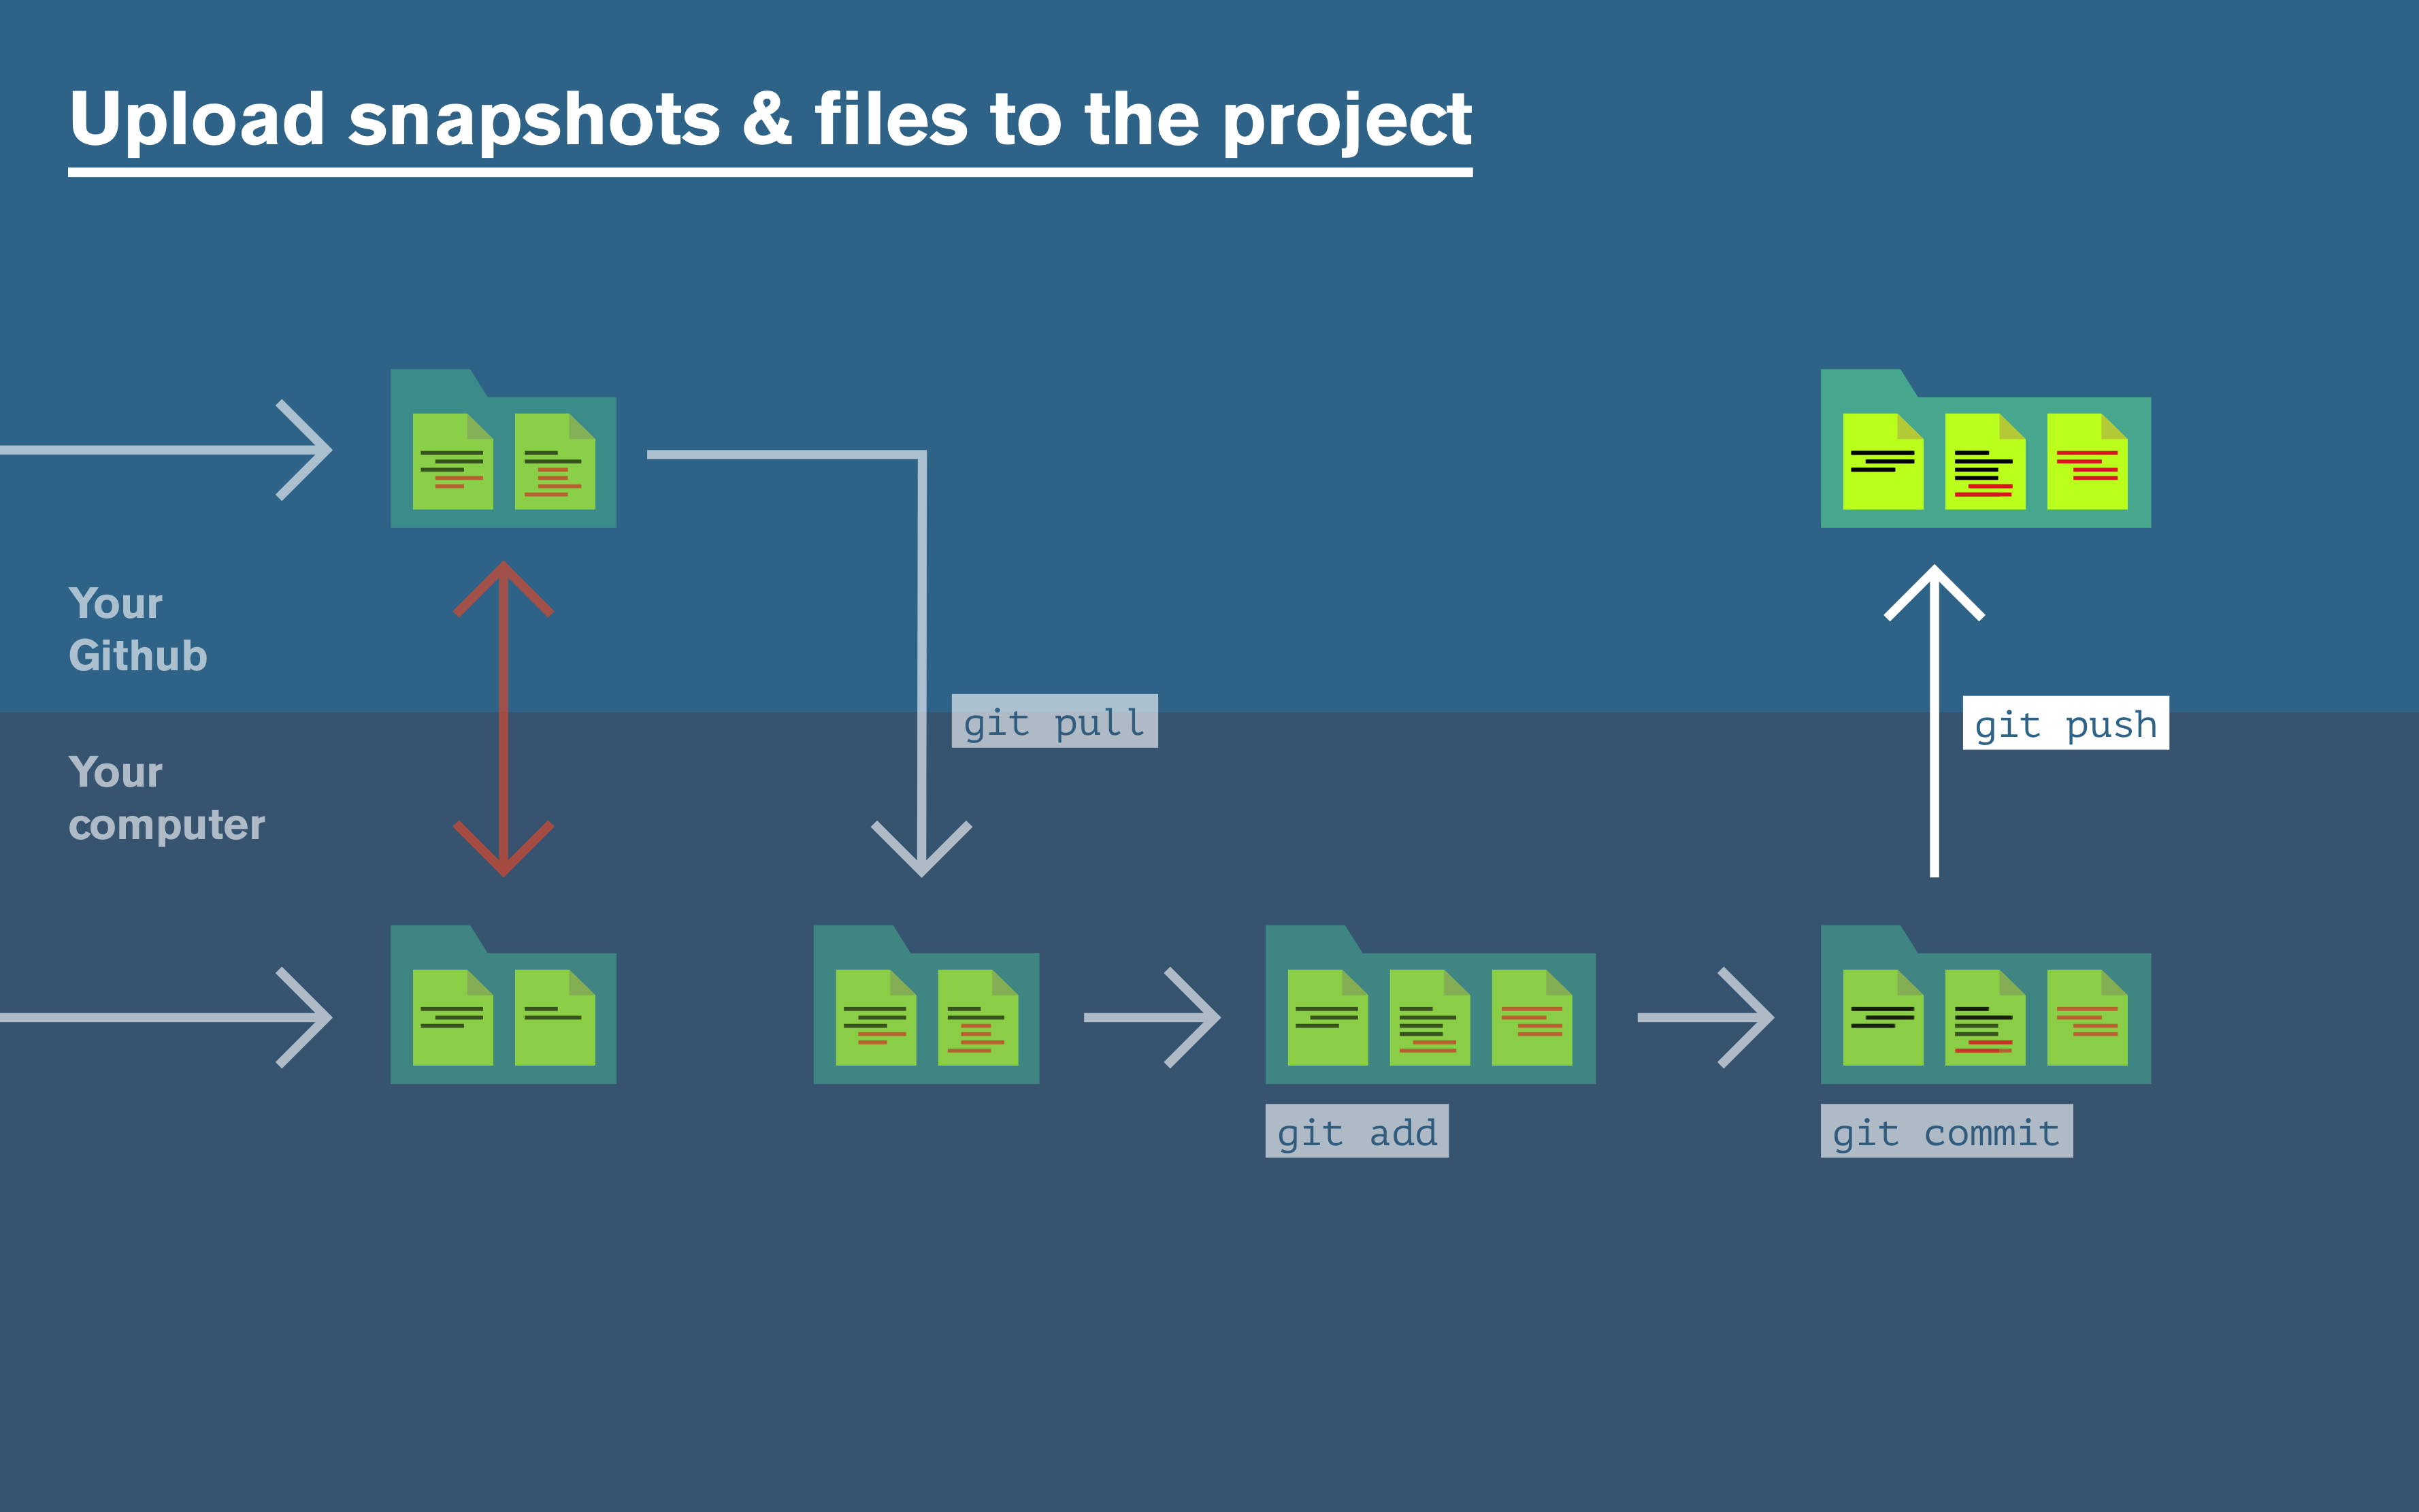 Upload snapshots & files to the project
Your
Github
git pull
git push
Your
computer
git add
git commit